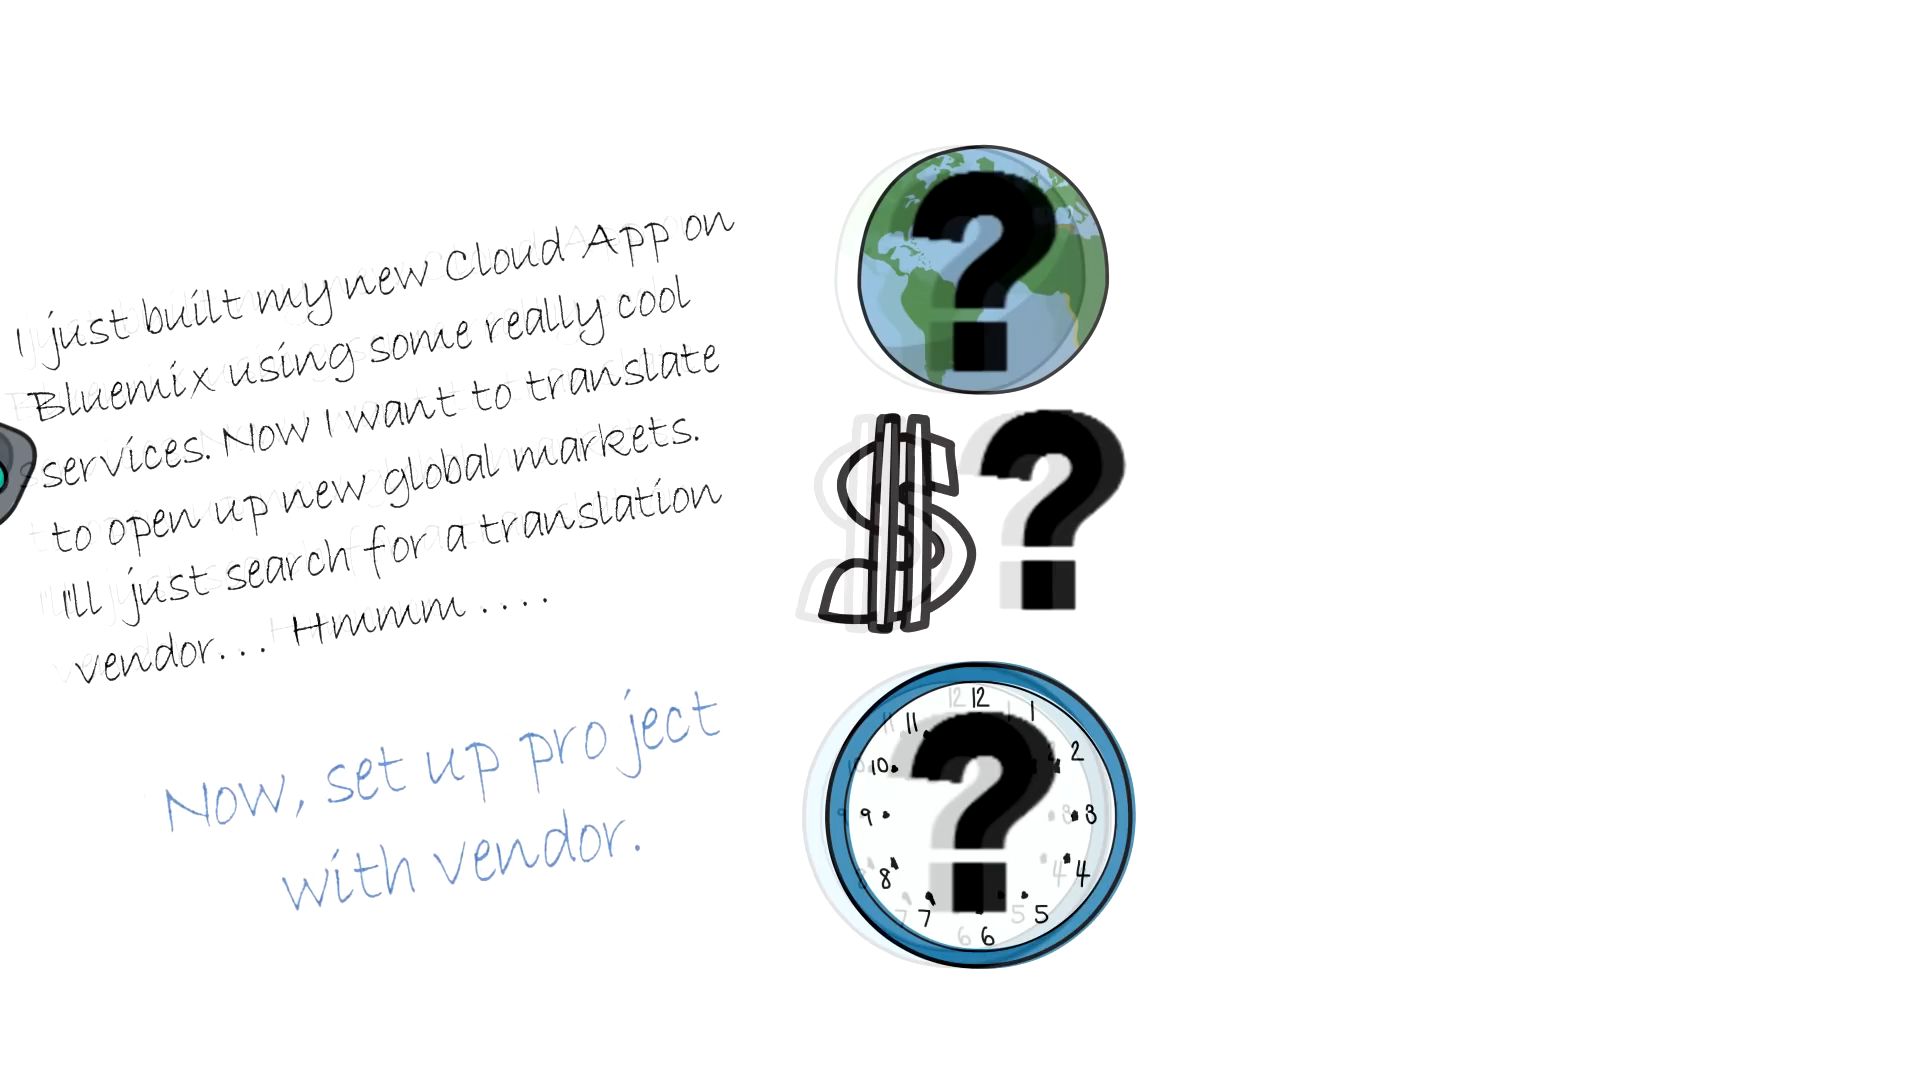 I just built my new Cloud App on
Bluemix using some really cool
services. Now I want to translate
to open up new global markets.
I'll just search for a translation
vendor... Hmmm ....
Now, set up project
with vendor.
?
$ ?
12
11 1
10 2
9 3
8 4
7 5
6
?